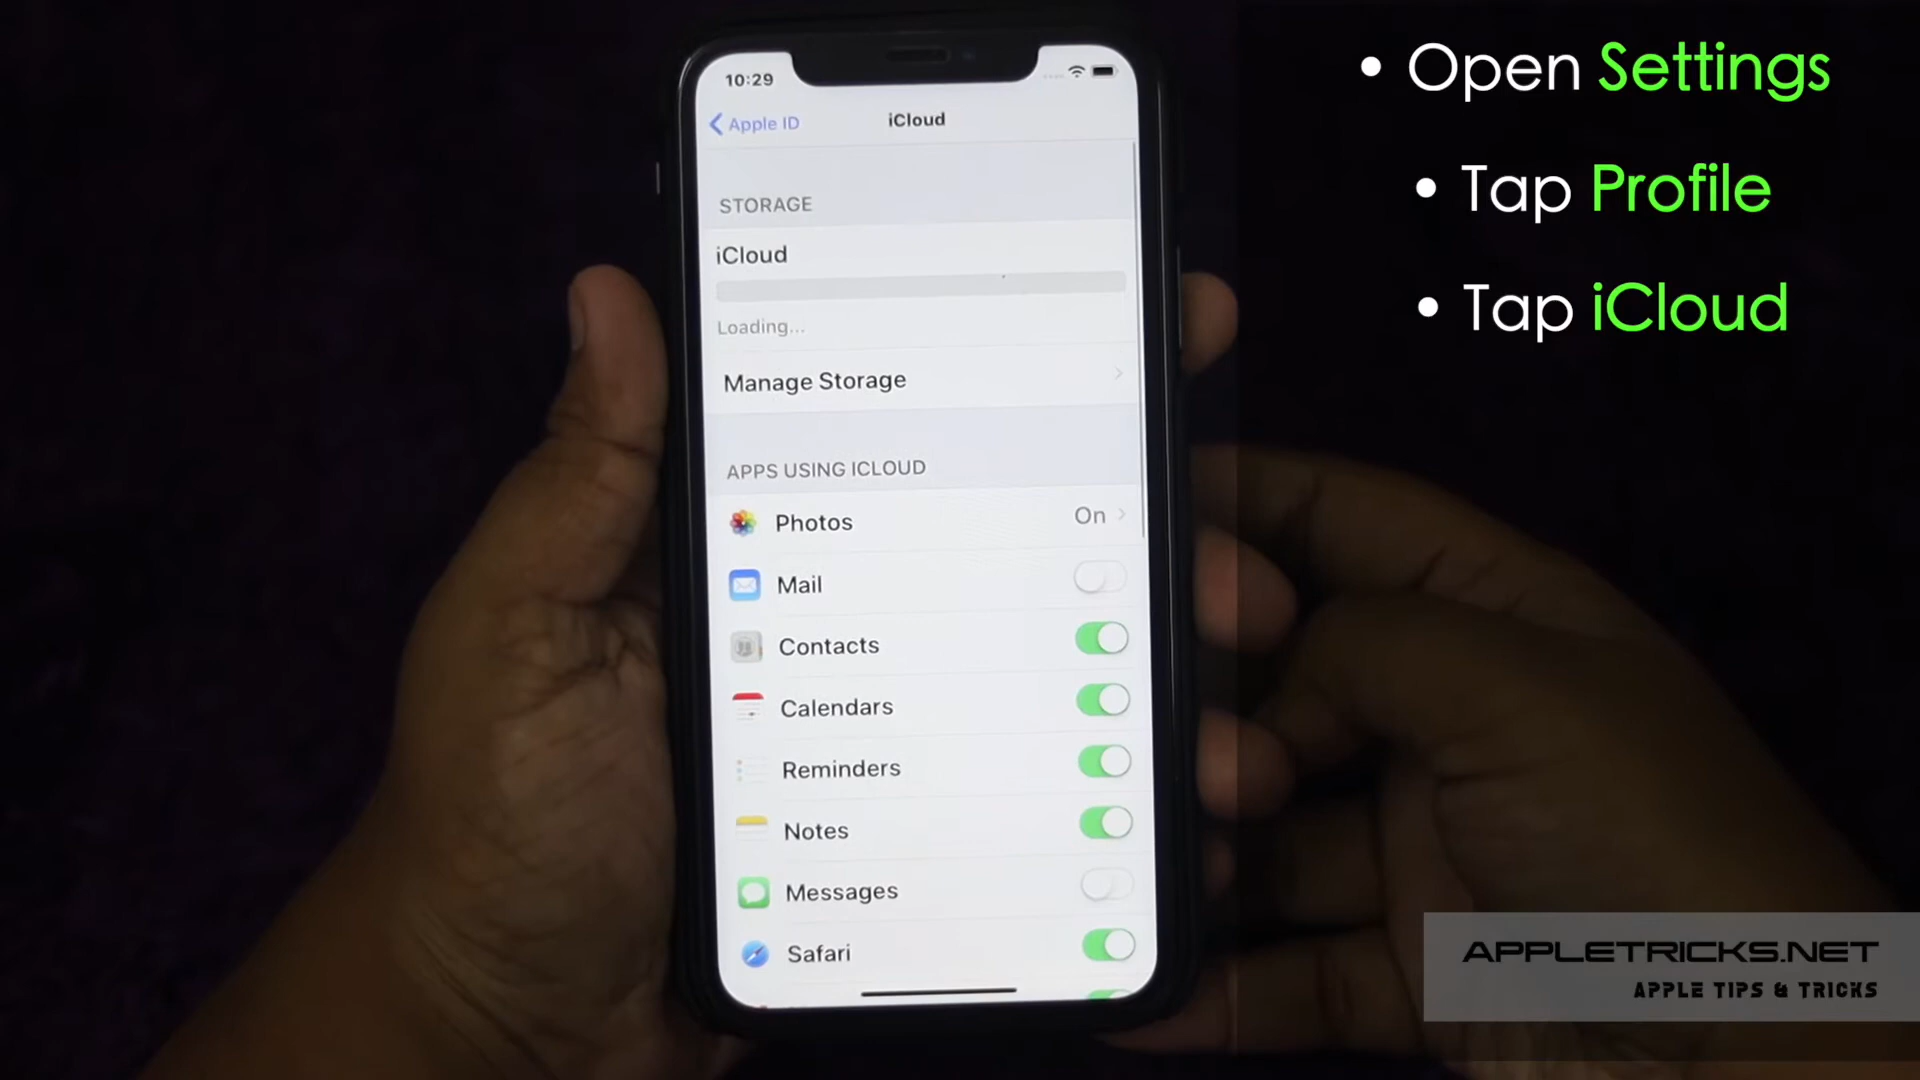 10:29
Apple ID
iCloud
STORAGE
iCloud
Loading...
Manage Storage
APPS USING ICLOUD
Photos
On
Mail
Contacts
Calendars
Reminders
Notes
Messages
Safari
• Open Settings
• Tap Profile
• Tap iCloud
APPLETRICKS.NET
APPLE TIPS & TRICKS